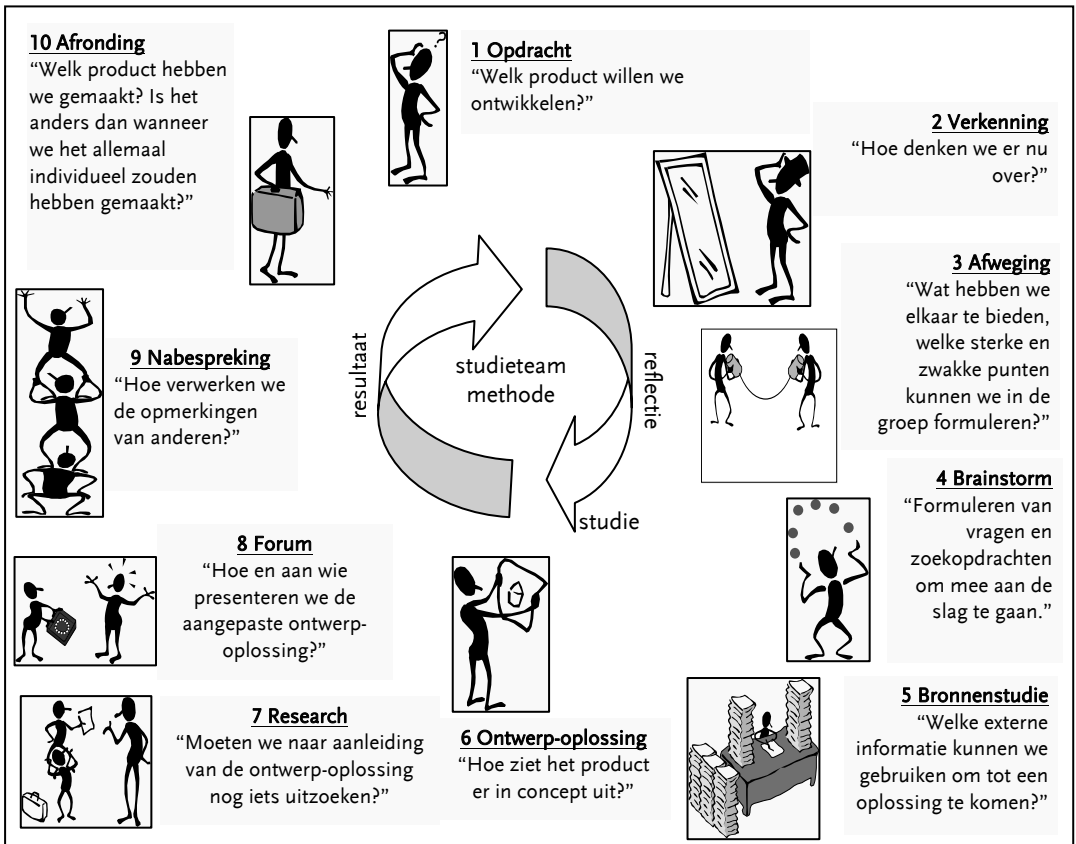 10 Afronding
“Welk product hebben
we gemaakt? Is het
anders dan wanneer
we het allemaal
individueel zouden
hebben gemaakt?”
?
1 Opdracht
“Welk product willen we
ontwikkelen?”
2 Verkenning
“Hoe denken we er nu
over?”
3 Afweging
“Wat hebben we
elkaar te bieden,
welke sterke en
zwakke punten
kunnen we in de
groep formuleren?”
4 Brainstorm
“Formuleren van
vragen en
zoekopdrachten
om mee aan de
slag te gaan.”
5 Bronnenstudie
“Welke externe
informatie kunnen we
gebruiken om tot een
oplossing te komen?”
6 Ontwerp-oplossing
“Hoe ziet het product
er in concept uit?”
7 Research
“Moeten we naar aanleiding
van de ontwerp-oplossing
nog iets uitzoeken?”
8 Forum
“Hoe en aan wie
presenteren we de
aangepaste ontwerp-
oplossing?”
9 Nabespreking
“Hoe verwerken we
de opmerkingen
van anderen?”
resultaat
studieteam
methode
reflectie
studie